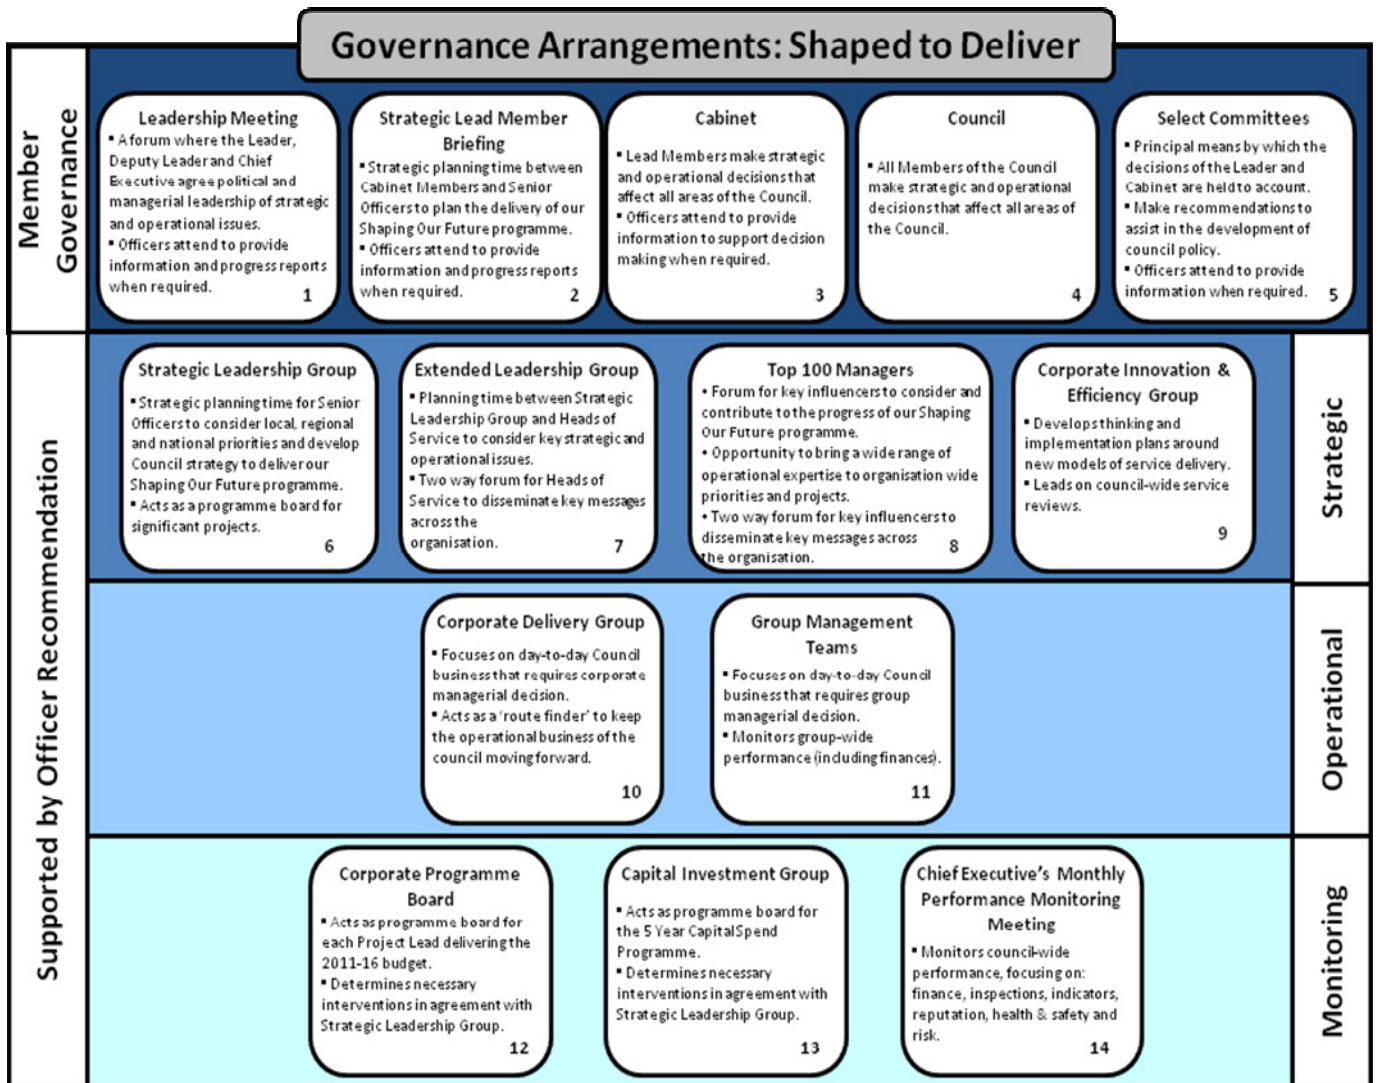 Governance Arrangements: Shaped to Deliver
Member
Governance
Leadership Meeting
▪ A forum where the Leader,
Deputy Leader and Chief
Executive agree political and
managerial leadership of strategic
and operational issues.
▪ Officers attend to provide
information and progress reports
when required.
1
Strategic Lead Member
Briefing
▪ Strategic planning time between
Cabinet Members and Senior
Officers to plan the delivery of our
Shaping Our Future programme.
▪ Officers attend to provide
information and progress reports
when required.
2
Cabinet
▪ Lead Members make strategic
and operational decisions that
affect all areas of the Council.
▪ Officers attend to provide
information to support decision
making when required.
3
Council
▪ All Members of the Council
make strategic and operational
decisions that affect all areas of
the Council.
4
Select Committees
▪ Principal means by which the
decisions of the Leader and
Cabinet are held to account.
▪ Make recommendations to
assist in the development of
council policy.
▪ Officers attend to provide
information when required.
5
Supported by Officer Recommendation
Strategic
Strategic Leadership Group
▪ Strategic planning time for Senior
Officers to consider local, regional
and national priorities and develop
Council strategy to deliver our
Shaping Our Future programme.
▪ Acts as a programme board for
significant projects.
6
Extended Leadership Group
▪ Planning time between Strategic
Leadership Group and Heads of
Service to consider key strategic and
operational issues.
▪ Two way forum for Heads of
Service to disseminate key messages
across the
organisation.
7
Top 100 Managers
• Forum for key influencers to consider and
contribute to the progress of our Shaping
Our Future programme.
• Opportunity to bring a wide range of
operational expertise to organisation wide
priorities and projects.
• Two way forum for key influencers to
disseminate key messages across
the organisation.
8
Corporate Innovation &
Efficiency Group
▪ Develops thinking and
implementation plans around
new models of service delivery.
▪ Leads on council-wide service
reviews.
9
Operational
Corporate Delivery Group
▪ Focuses on day-to-day Council
business that requires corporate
managerial decision.
▪ Acts as a ‘route finder’ to keep
the operational business of the
council moving forward.
10
Group Management
Teams
▪ Focuses on day-to-day Council
business that requires group
managerial decision.
▪ Monitors group-wide
performance (including finances).
11
Monitoring
Corporate Programme
Board
▪ Acts as programme board for
each Project Lead delivering the
2011-16 budget.
▪ Determines necessary
interventions in agreement with
Strategic Leadership Group.
12
Capital Investment Group
▪ Acts as programme board for
the 5 Year Capital Spend
Programme.
▪ Determines necessary
interventions in agreement with
Strategic Leadership Group.
13
Chief Executive’s Monthly
Performance Monitoring
Meeting
▪ Monitors council-wide
performance, focusing on:
finance, inspections, indicators,
reputation, health & safety and
risk.
14